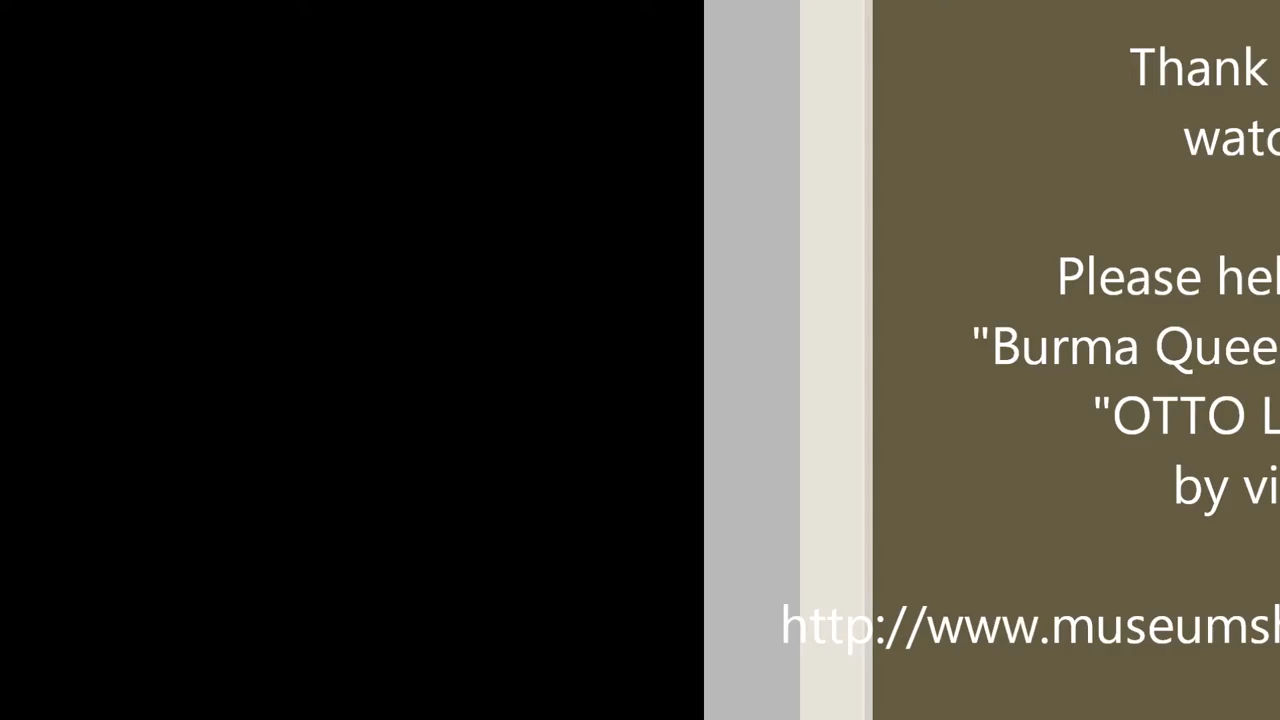 Thank
watc
Please hel
"Burma Quee
"OTTO L
by vi
http://www.museumsh